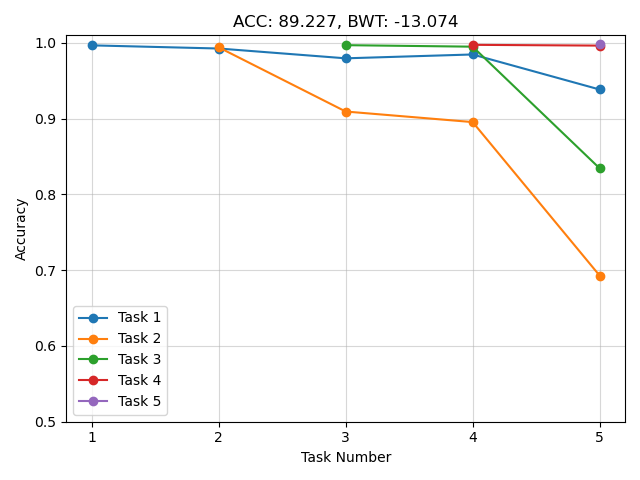 ACC: 89.227, BWT: -13.074
1.0
0.9
0.8
0.7
0.6
0.5
Accuracy
Task 1
Task 2
Task 3
Task 4
Task 5
1 2 3 4 5
Task Number